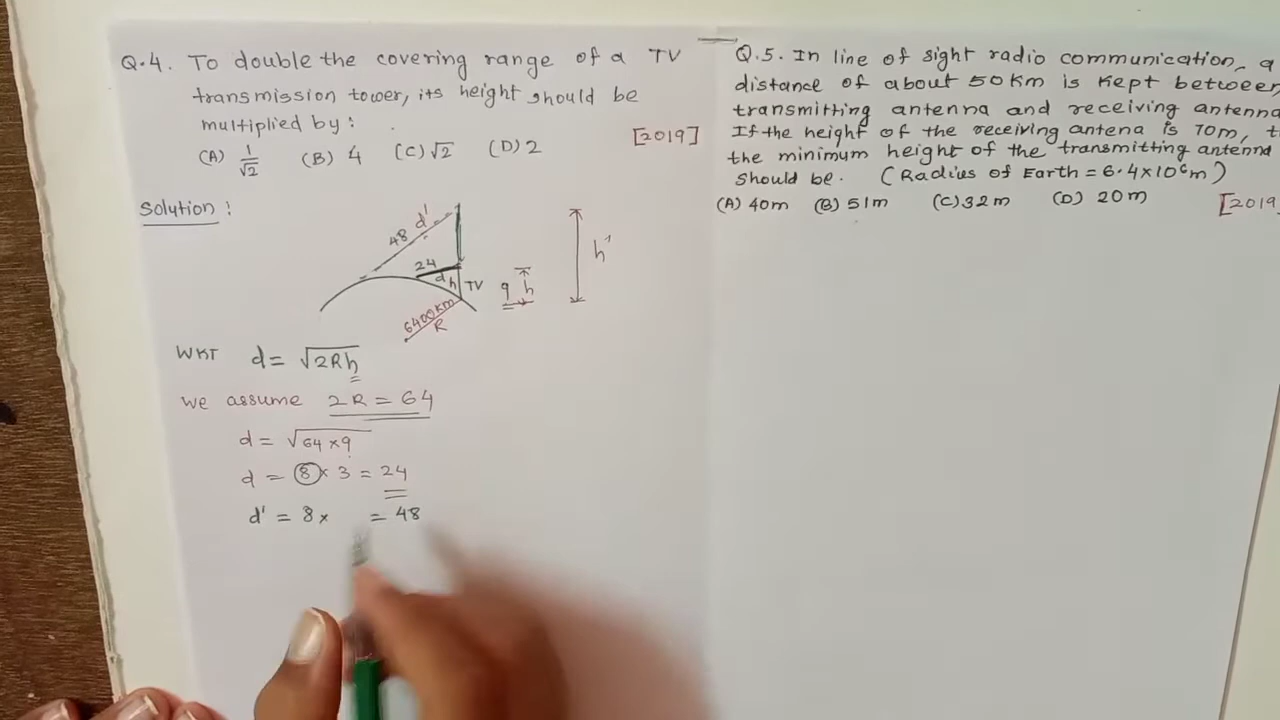 Q.4. To double the covering range of a TV
transmission tower, its height should be
multiplied by:
[2019]
(A) 1/√2 (B) 4 (C) √2 (D) 2
Solution:
48 d'
24
d h TV
9 h
h'
6400km
R
WKT d = √2Rh
We assume 2R = 64
d = √64×9
d = 8 × 3 = 24
d' = 8 × = 48
Q.5. In line of sight radio communication, a
distance of about 50km is kept between
transmitting antenna and receiving antenna
If the height of the receiving antena is 70m, t
the minimum height of the transmitting antenna
should be. (Radius of Earth = 6.4×10⁶m)
(A) 40m (B) 51m (C) 32m (D) 20m
[2019